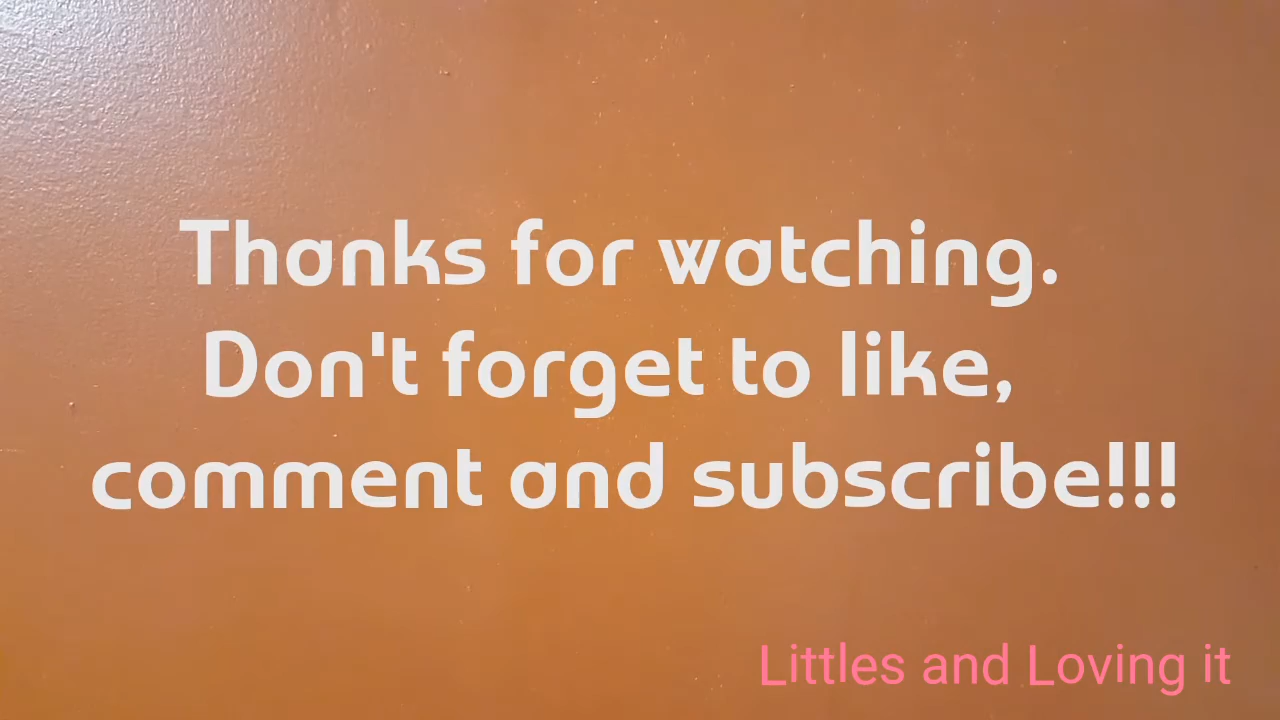 Thanks for watching.
Don't forget to like,
comment and subscribe!!!
Littles and Loving it